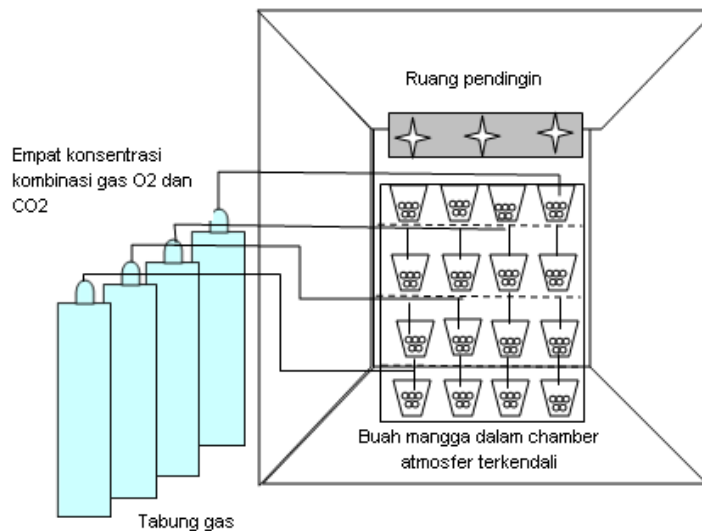 Ruang pendingin
Empat konsentrasi
kombinasi gas O2 dan
CO2
Buah mangga dalam chamber
atmosfer terkendali
Tabung gas